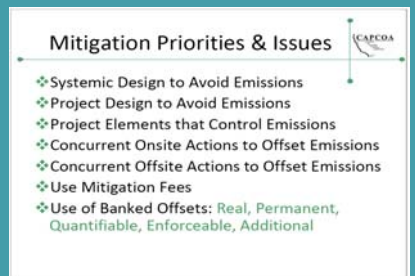 Mitigation Priorities & Issues
CAPCOA
❖Systemic Design to Avoid Emissions
❖Project Design to Avoid Emissions
❖Project Elements that Control Emissions
❖Concurrent Onsite Actions to Offset Emissions
❖Concurrent Offsite Actions to Offset Emissions
❖Use Mitigation Fees
❖Use of Banked Offsets: Real, Permanent,
Quantifiable, Enforceable, Additional